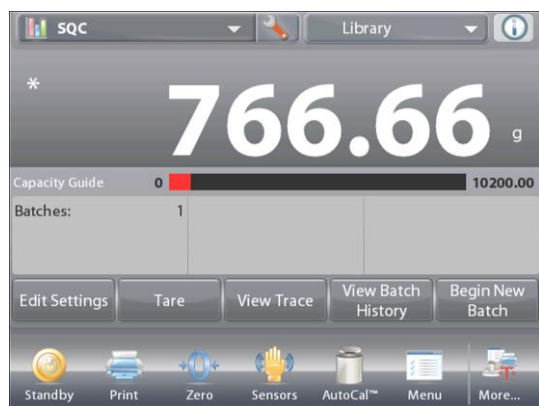 SQC Library
*
766.66 g
Capacity Guide 0 10200.00
Batches: 1
Edit Settings Tare View Trace View Batch History Begin New Batch
Standby Print Zero Sensors AutoCal™ Menu More...